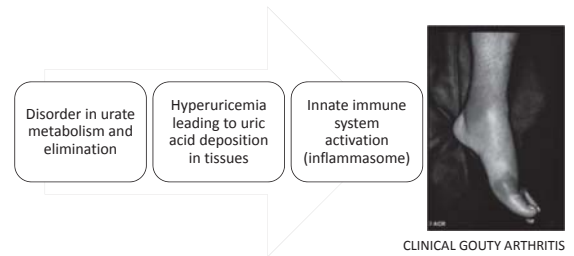 Disorder in urate
metabolism and
elimination
Hyperuricemia
leading to uric
acid deposition
in tissues
Innate immune
system
activation
(inflammasome)
CLINICAL GOUTY ARTHRITIS